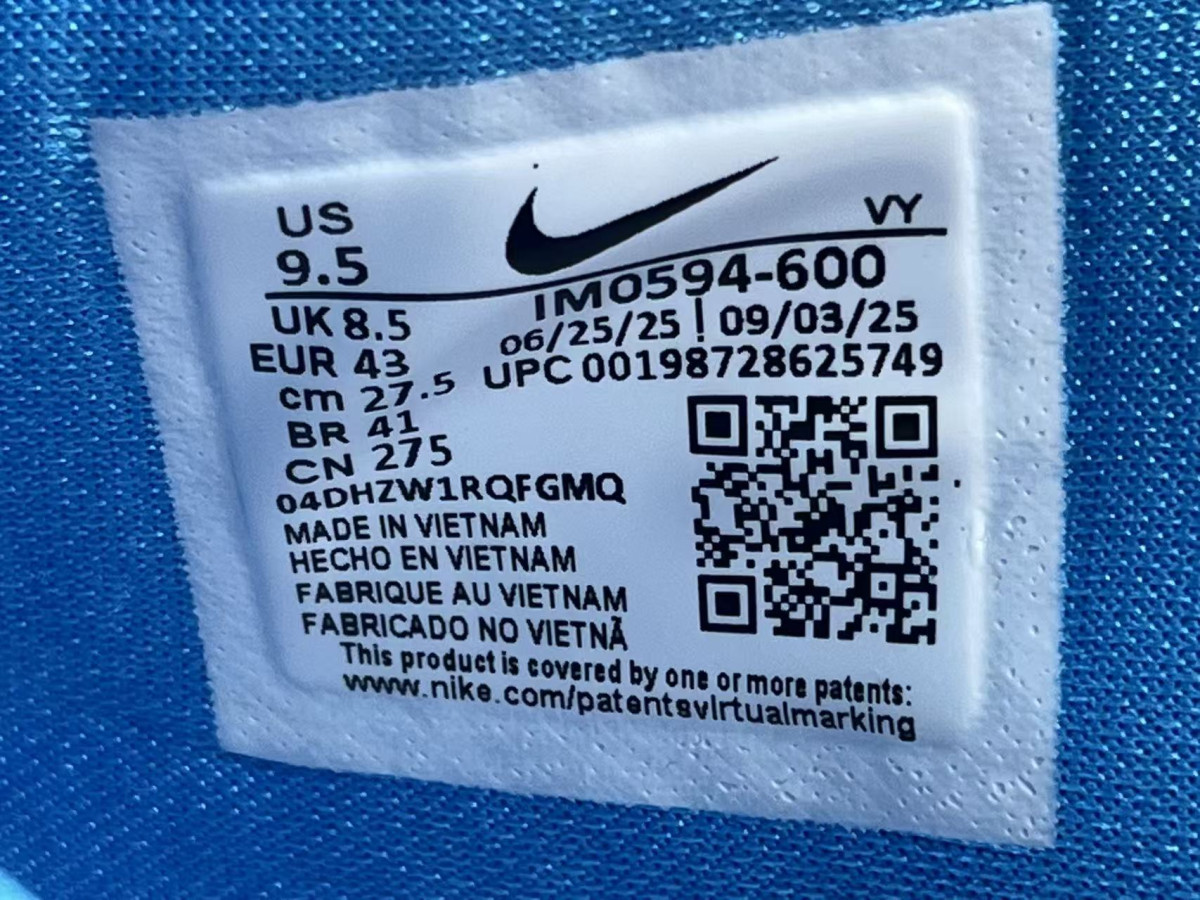 US
9.5
VY
IM0594-600
06/25/25 | 09/03/25
UPC 00198728625749
UK 8.5
EUR 43
cm 27.5
BR 41
CN 275
04DHZW1RQFGMQ
MADE IN VIETNAM
HECHO EN VIETNAM
FABRIQUE AU VIETNAM
FABRICADO NO VIETNÃ
This product is covered by one or more patents:
www.nike.com/patentsvirtualmarking